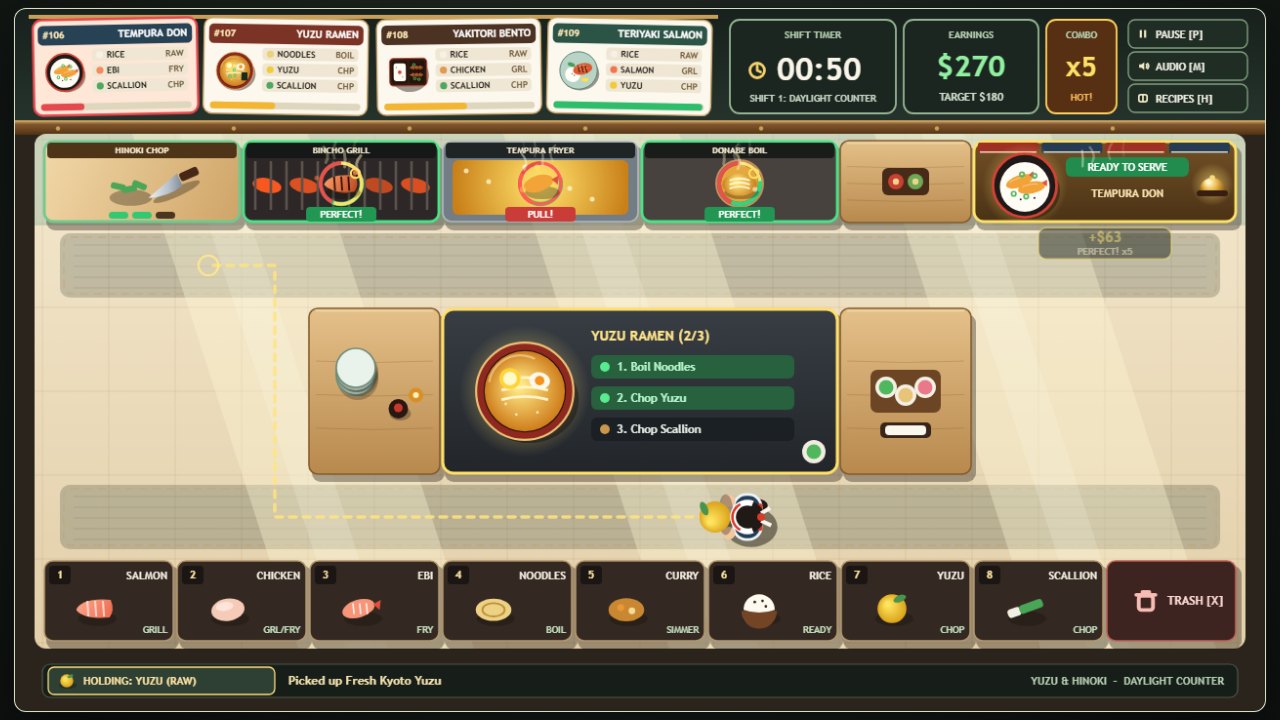 #106 TEMPURA DON
RICE RAW
EBI FRY
SCALLION CHP
#107 YUZU RAMEN
NOODLES BOIL
YUZU CHP
SCALLION CHP
#108 YAKITORI BENTO
RICE RAW
CHICKEN GRL
SCALLION CHP
#109 TERIYAKI SALMON
RICE RAW
SALMON GRL
YUZU CHP
SHIFT TIMER
00:50
SHIFT 1: DAYLIGHT COUNTER
EARNINGS
$270
TARGET $180
COMBO
x5
HOT!
PAUSE [P]
AUDIO [M]
RECIPES [H]
HINOKI CHOP
BINCHO GRILL
PERFECT!
TEMPURA FRYER
PULL!
DONABE BOIL
PERFECT!
READY TO SERVE
TEMPURA DON
+$63
PERFECT! x5
YUZU RAMEN (2/3)
1. Boil Noodles
2. Chop Yuzu
3. Chop Scallion
1 SALMON
GRILL
2 CHICKEN
GRL/FRY
3 EBI
FRY
4 NOODLES
BOIL
5 CURRY
SIMMER
6 RICE
READY
7 YUZU
CHOP
8 SCALLION
CHOP
TRASH [X]
HOLDING: YUZU (RAW)
Picked up Fresh Kyoto Yuzu
YUZU & HINOKI - DAYLIGHT COUNTER